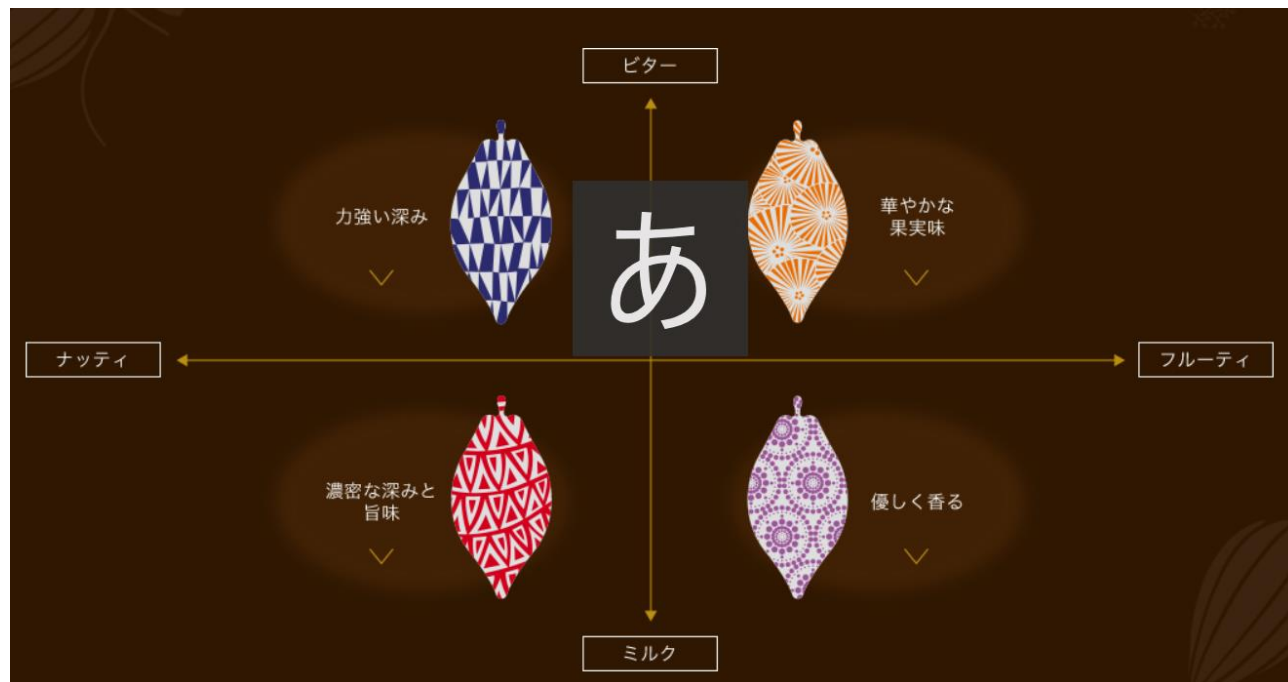 ビター
力強い深み
華やかな
果実味
あ
ナッティ
フルーティ
濃密な深みと
旨味
優しく香る
ミルク